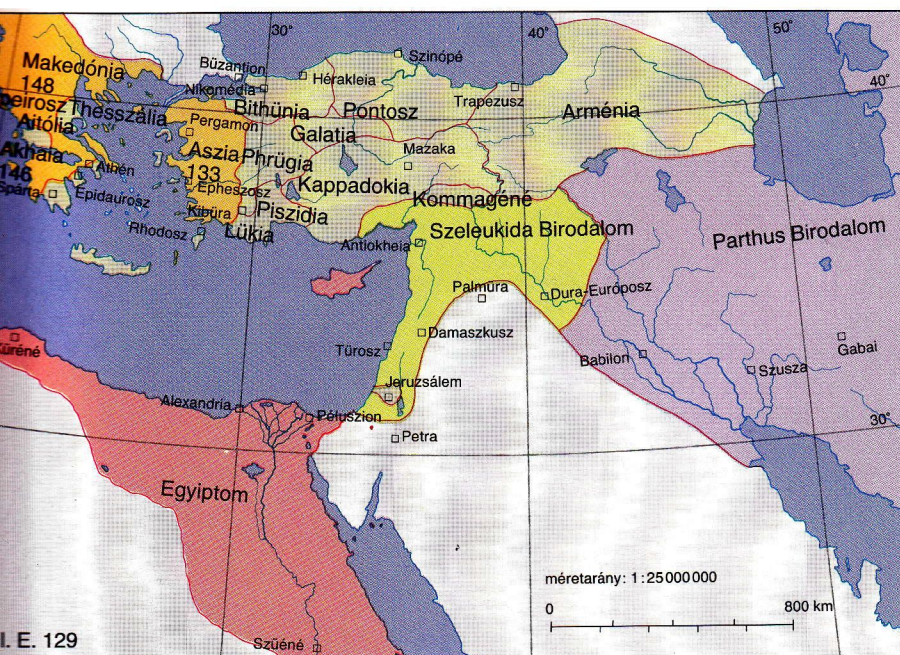 30°
40°
50°
Makedónia
148
Büzantion
Szinópé
Hérakleia
40°
Nikomédia
Trapezusz
peirosz
Thesszália
Bithünia
Pontosz
Arménia
Aitólia
Pergamon
Galatia
Akhaia
146
Athén
Aszia
133
Phrügia
Mazaka
Spárta
Epidaurosz
Epheszosz
Kappadokia
Kommagéné
Kibüra
Piszidia
Rhodosz
Lükia
Antiokheia
Szeleukida Birodalom
Parthus Birodalom
Palmüra
Dura-Európosz
Damaszkusz
Türosz
Küréné
Babilon
Szusza
Gabai
Jeruzsálem
Alexandria
Péluszion
30°
Petra
Egyiptom
méretarány: 1:25 000 000
0
800 km
I. E. 129
Szüéné